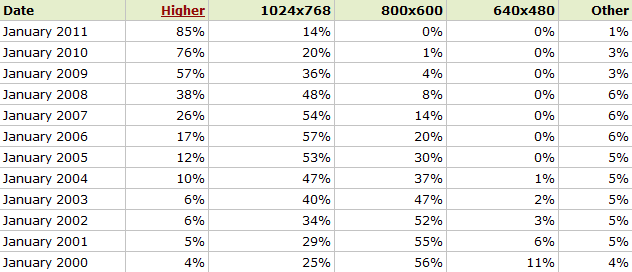 Date Higher 1024x768 800x600 640x480 Other
January 2011 85% 14% 0% 0% 1%
January 2010 76% 20% 1% 0% 3%
January 2009 57% 36% 4% 0% 3%
January 2008 38% 48% 8% 0% 6%
January 2007 26% 54% 14% 0% 6%
January 2006 17% 57% 20% 0% 6%
January 2005 12% 53% 30% 0% 5%
January 2004 10% 47% 37% 1% 5%
January 2003 6% 40% 47% 2% 5%
January 2002 6% 34% 52% 3% 5%
January 2001 5% 29% 55% 6% 5%
January 2000 4% 25% 56% 11% 4%